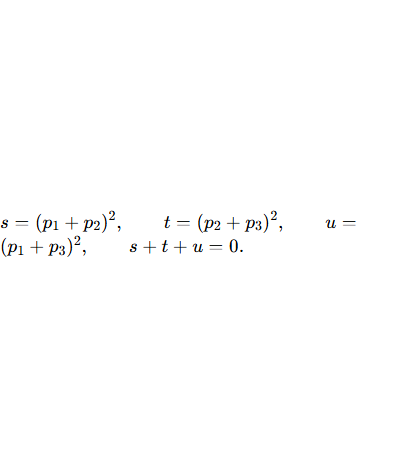 s = (p₁ + p₂)², t = (p₂ + p₃)², u =
(p₁ + p₃)², s + t + u = 0.